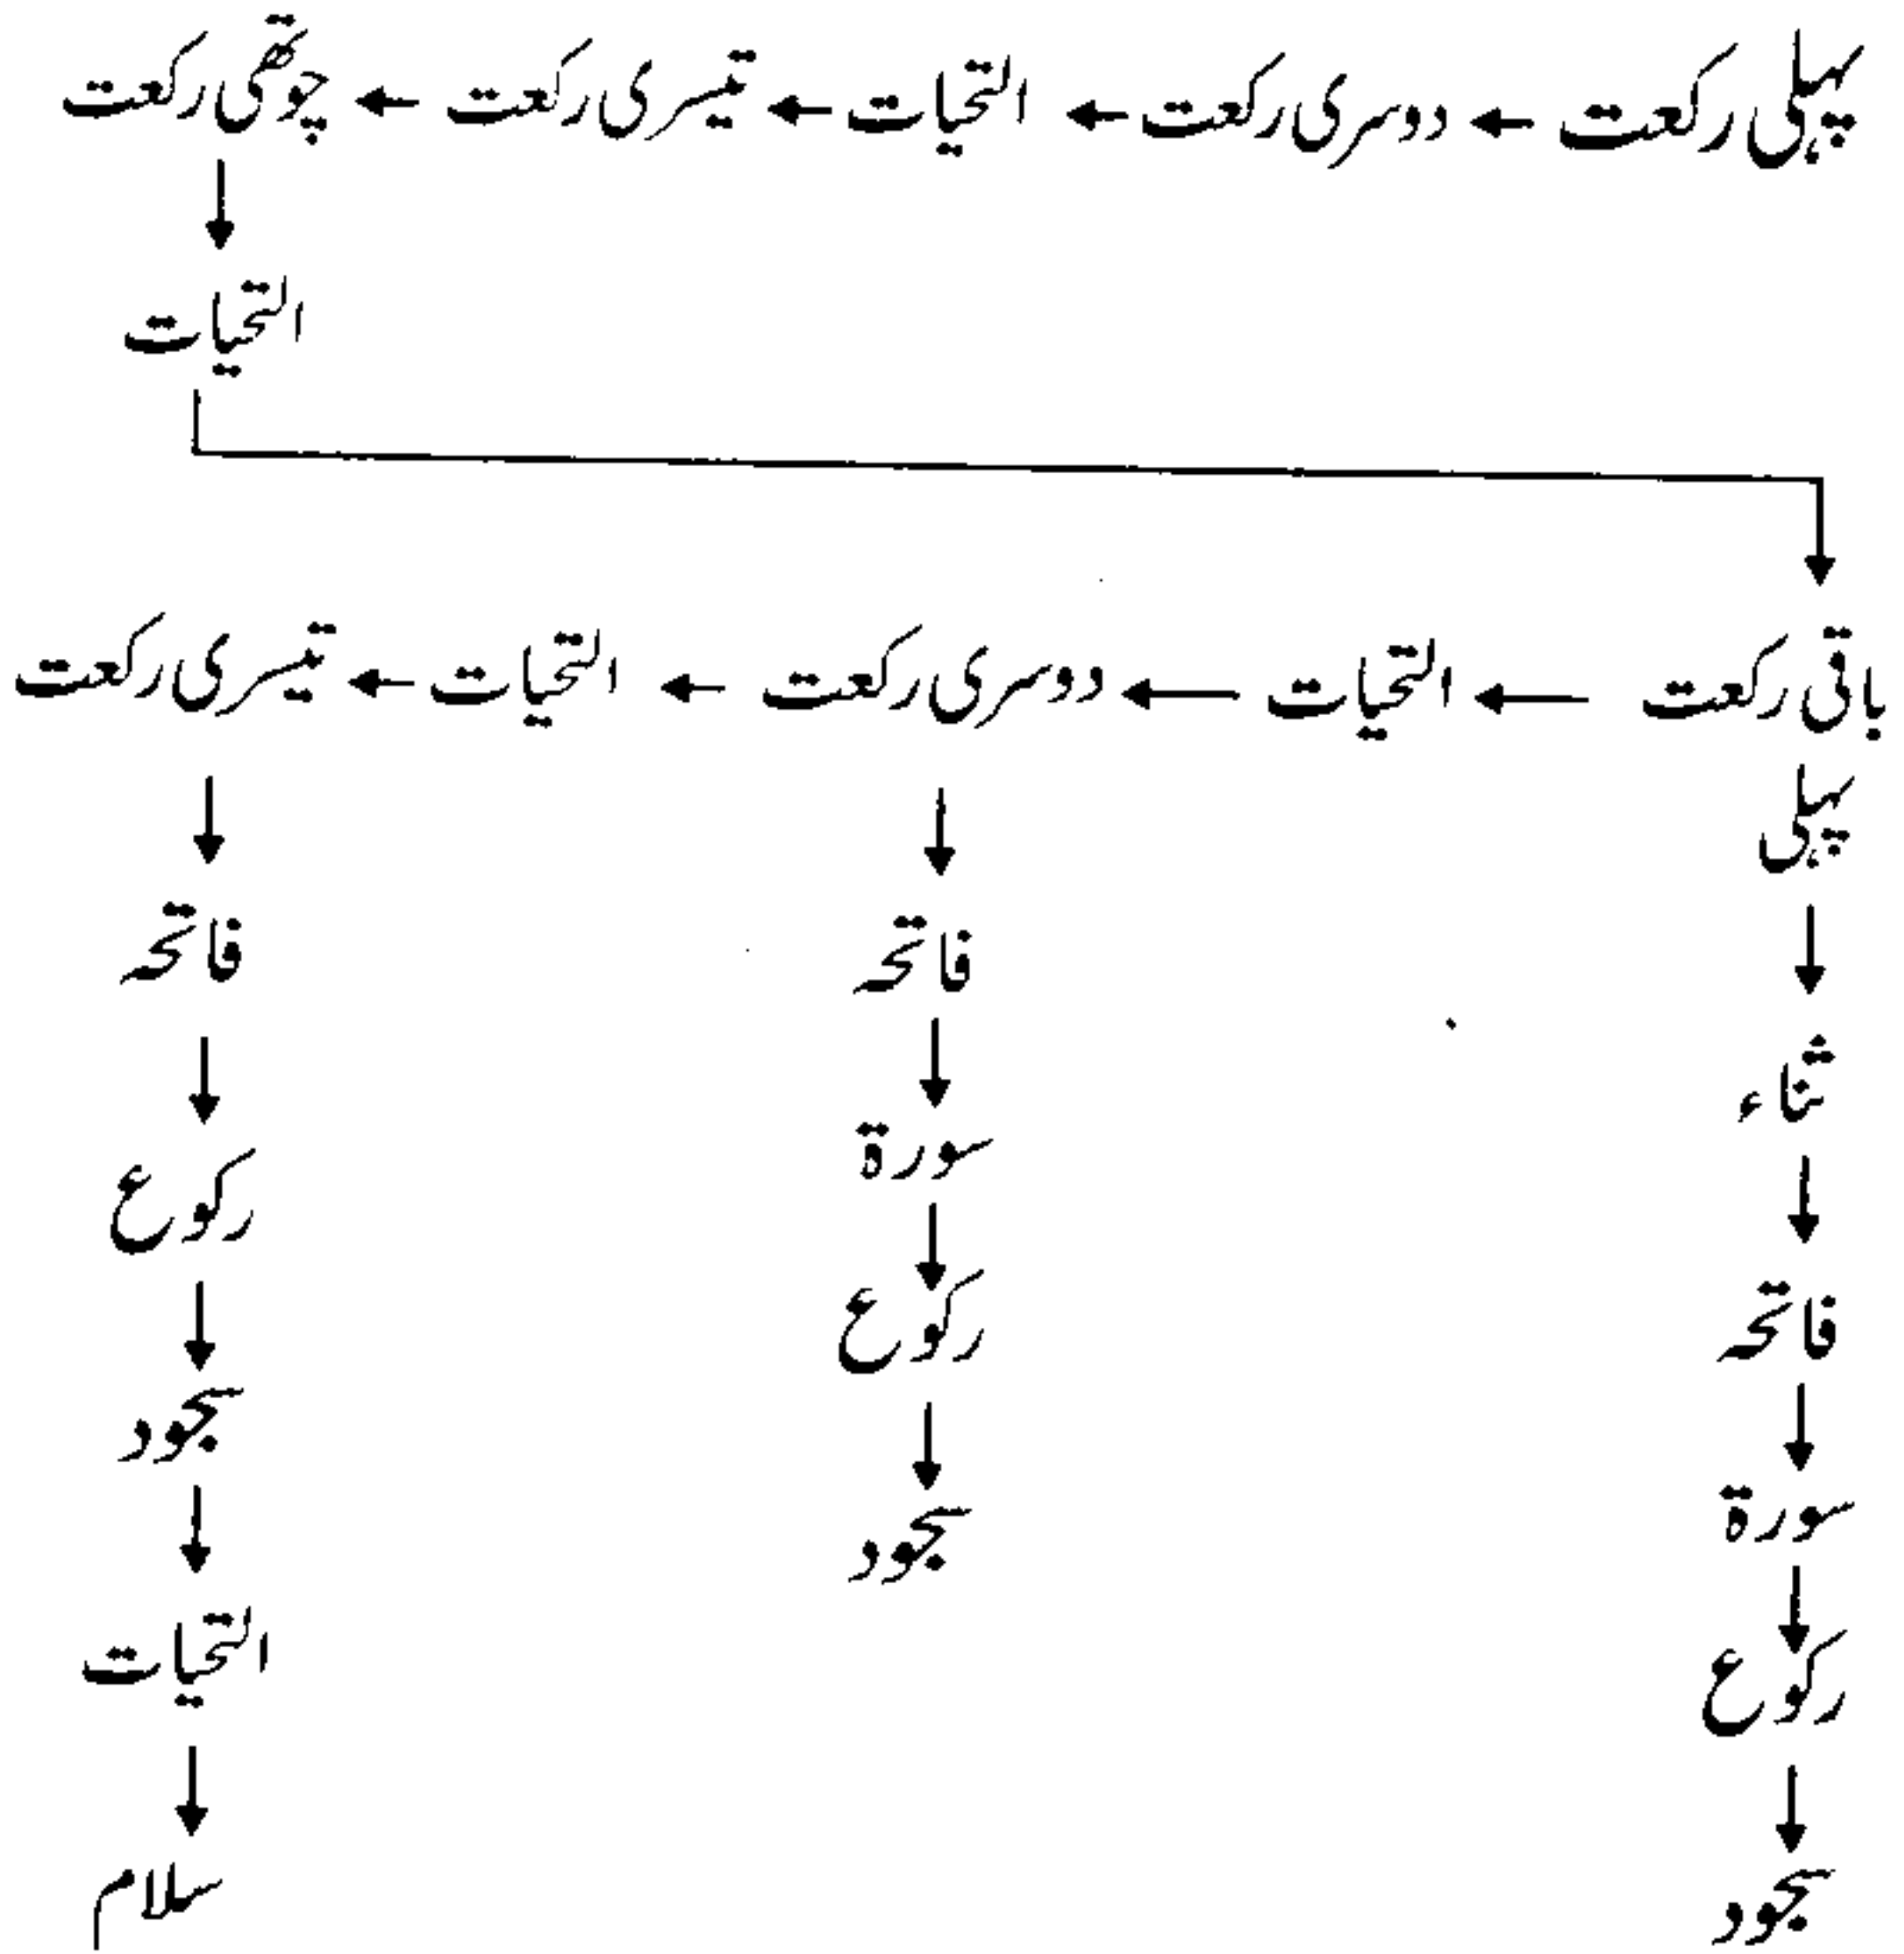 پہلی رکعت ← دوسری رکعت ← التحیات ← تیسری رکعت ← چوتھی رکعت
↓
التحیات
↓
باقی رکعت ← التحیات ← دوسری رکعت ← التحیات ← تیسری رکعت
پہلی
↓
ثناء
↓
فاتحہ
↓
سورۃ
↓
رکوع
↓
سجود
↓
فاتحہ
↓
سورۃ
↓
رکوع
↓
سجود
↓
فاتحہ
↓
رکوع
↓
سجود
↓
التحیات
↓
سلام